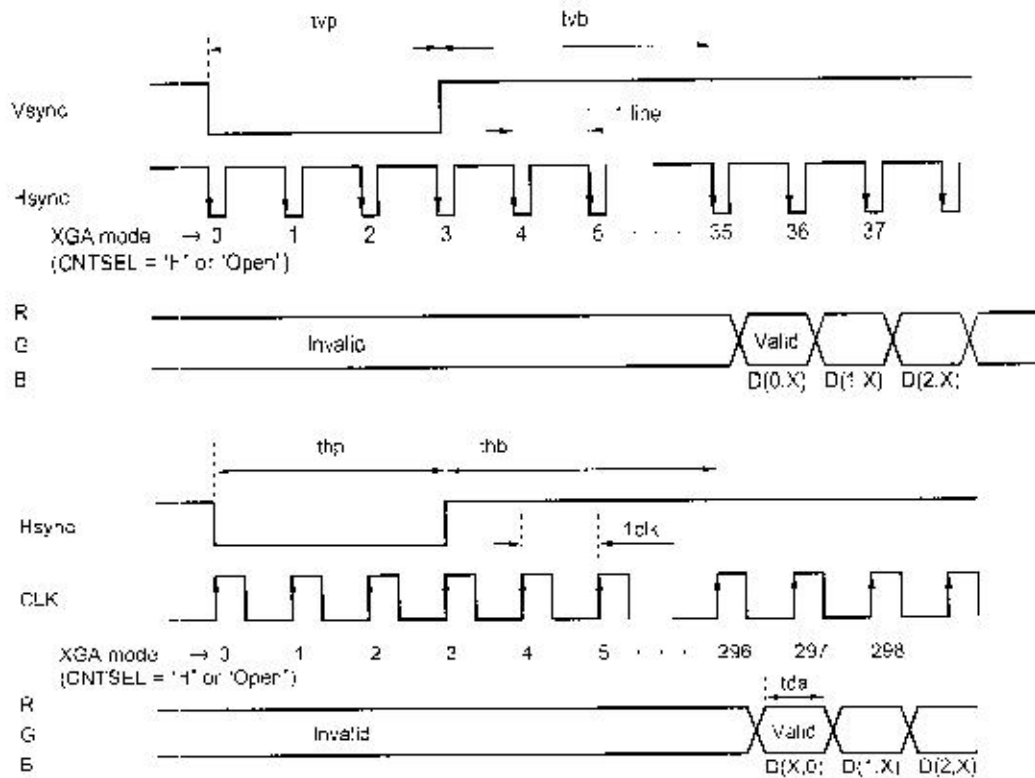 tvp tvb
Vsync
1 line
Hsync
XGA mode → 0 1 2 3 4 5 · · · · · 35 36 37
(CNTSEL = "H" or "Open")
R
G Invalid Valid
B D(0,X) D(1,X) D(2,X)
thp thb
Hsync
1clk
CLK
XGA mode → 0 1 2 3 4 5 · · · · 296 297 298
(CNTSEL = "H" or "Open")
tda
R
G Invalid Valid
B D(X,0) D(1,X) D(2,X)